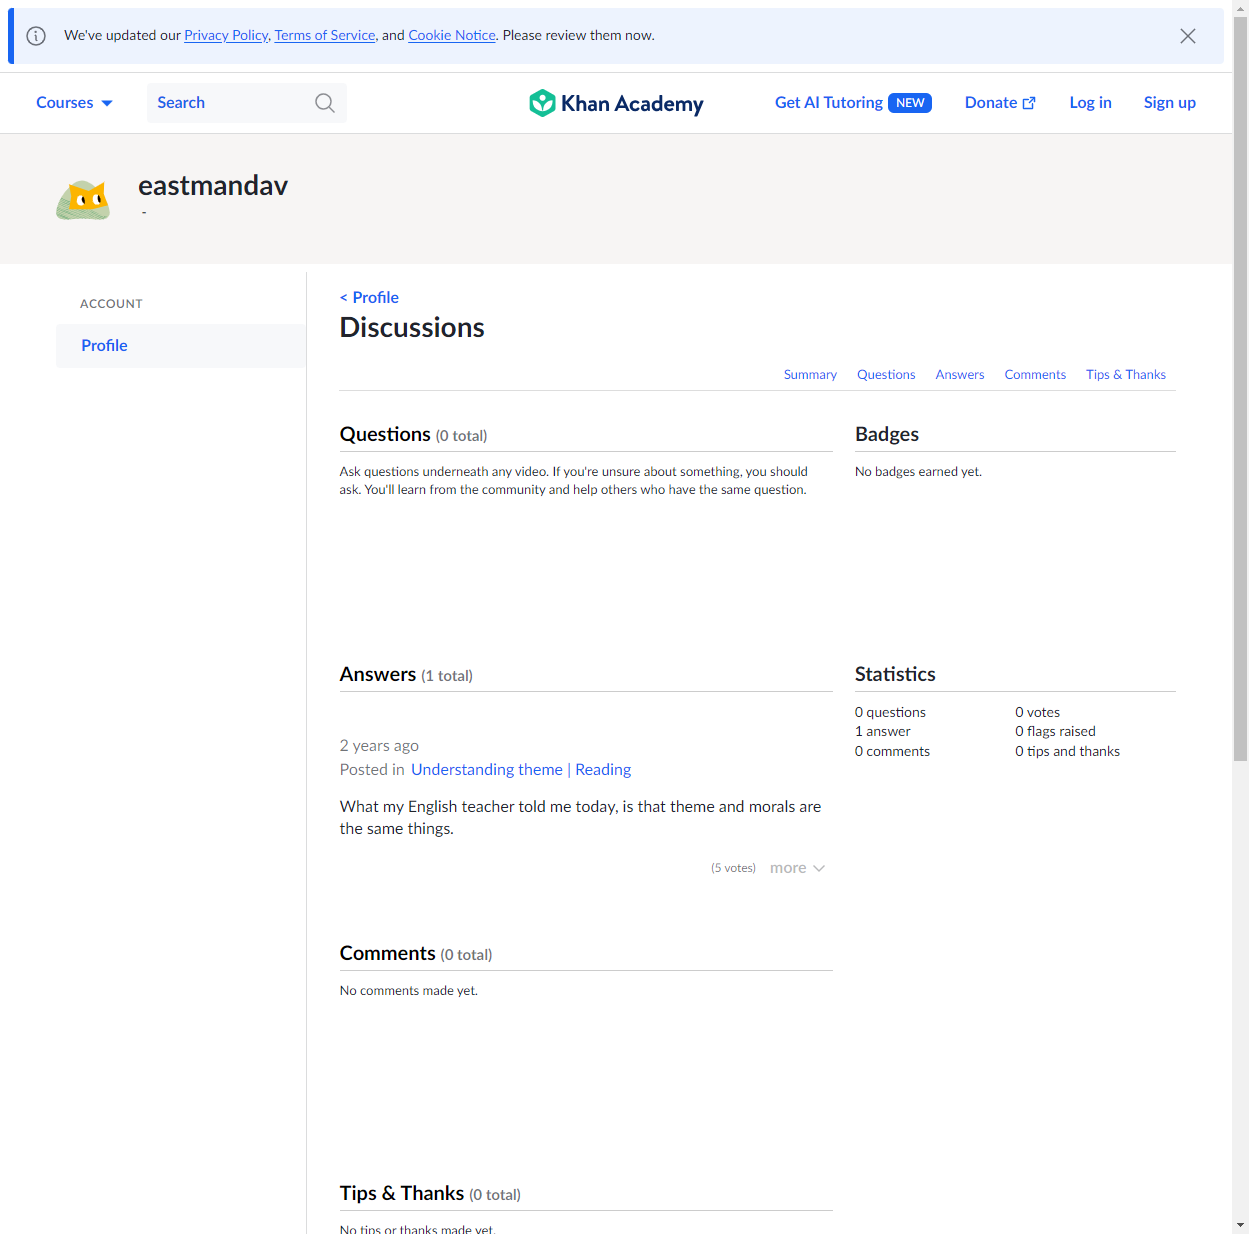 We've updated our Privacy Policy, Terms of Service, and Cookie Notice. Please review them now.
Courses
Search
Khan Academy
Get AI Tutoring NEW
Donate
Log in
Sign up
eastmandav
-
ACCOUNT
Profile
< Profile
Discussions
Summary
Questions
Answers
Comments
Tips & Thanks
Questions (0 total)
Ask questions underneath any video. If you're unsure about something, you should
ask. You'll learn from the community and help others who have the same question.
Badges
No badges earned yet.
Answers (1 total)
2 years ago
Posted in Understanding theme | Reading
What my English teacher told me today, is that theme and morals are
the same things.
(5 votes) more
Statistics
0 questions
1 answer
0 comments
0 votes
0 flags raised
0 tips and thanks
Comments (0 total)
No comments made yet.
Tips & Thanks (0 total)
No tips or thanks made yet.